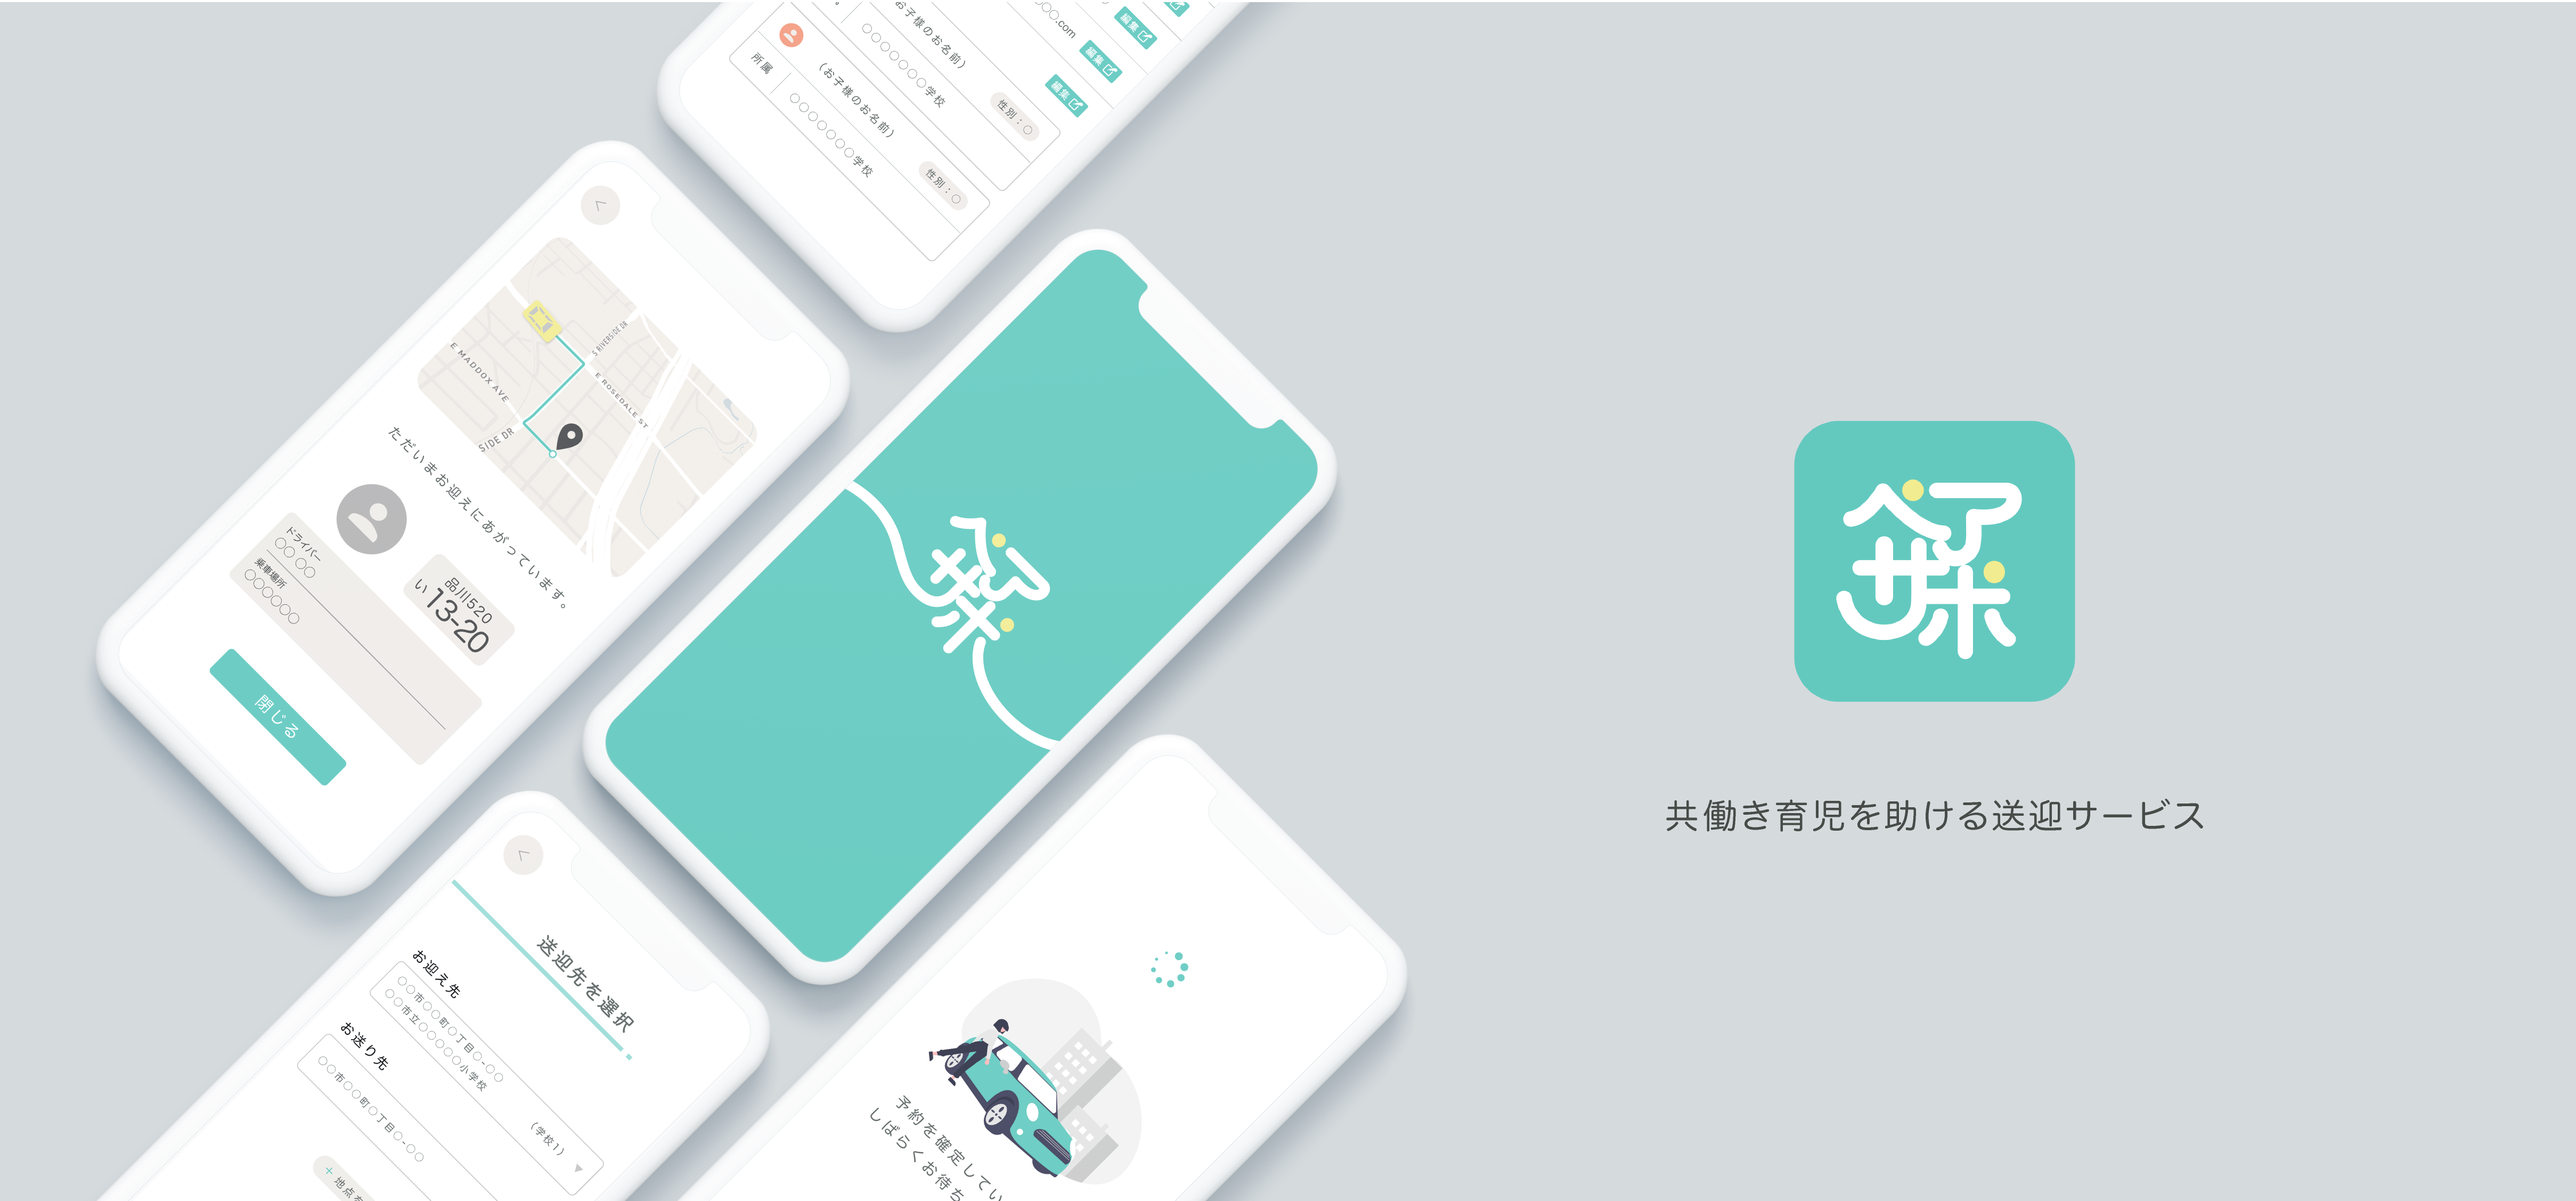 .com
編集
編集
編集
(お子様のお名前)
○○○○○○○学校
性別：○
(お子様のお名前)
所属
○○○○○○○学校
性別：○
<
S RIVERSIDE DR
E MADDOX AVE
E ROSEDALE ST
SIDE DR
ただいまお迎えにあがっています。
ドライバー
○○ ○○
乗車場所
○○○○○○
品川520
い 13-20
閉じる
<
送迎先を選択
お迎え先
○○市○○町○丁目○-○○
○○市立○○○○○小学校
(学校1)
お送り先
○○市○○町○丁目○-○○
+ 地点を
予約を確定してい
しばらくお待ち
共働き育児を助ける送迎サービス